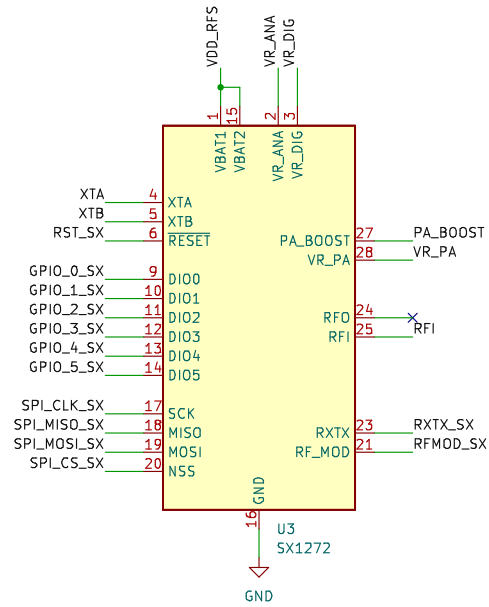 VDD_RFS
VR_ANA
VR_DIG
1
15
2
3
VBAT1
VBAT2
VR_ANA
VR_DIG
XTA 4 XTA
XTB 5 XTB
RST_SX 6 RESET
27 PA_BOOST PA_BOOST
28 VR_PA VR_PA
GPIO_0_SX 9 DIO0
GPIO_1_SX 10 DIO1
GPIO_2_SX 11 DIO2
GPIO_3_SX 12 DIO3
GPIO_4_SX 13 DIO4
GPIO_5_SX 14 DIO5
RFO 24
RFI 25 RFI
SPI_CLK_SX 17 SCK
SPI_MISO_SX 18 MISO
SPI_MOSI_SX 19 MOSI
SPI_CS_SX 20 NSS
RXTX 23 RXTX_SX
RF_MOD 21 RFMOD_SX
GND
16
U3
SX1272
GND